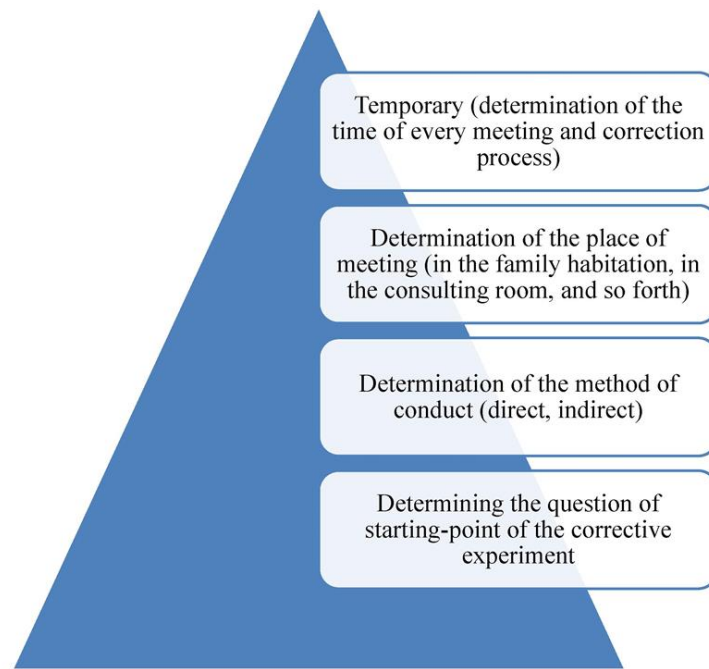 Temporary (determination of the
time of every meeting and correction
process)
Determination of the place of
meeting (in the family habitation, in
the consulting room, and so forth)
Determination of the method of
conduct (direct, indirect)
Determining the question of
starting-point of the corrective
experiment